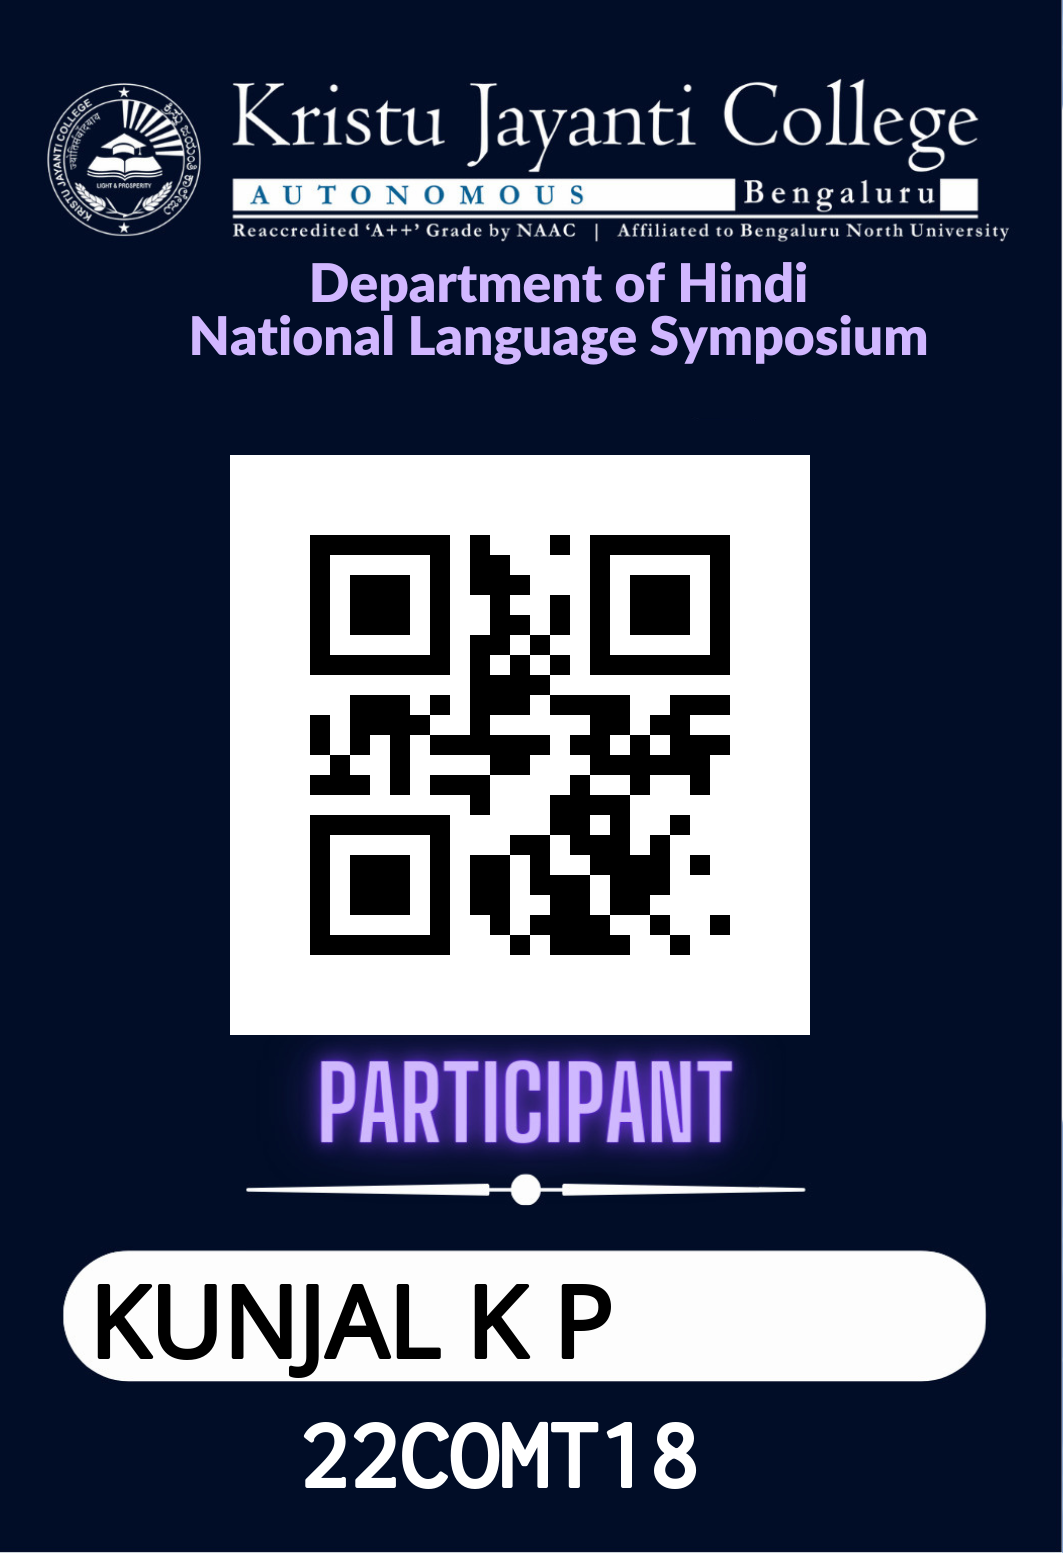 Kristu Jayanti College
AUTONOMOUS Bengaluru
Reaccredited ‘A++’ Grade by NAAC | Affiliated to Bengaluru North University
KRISTU JAYANTI COLLEGE
LIGHT & PROSPERITY
Department of Hindi
National Language Symposium
PARTICIPANT
KUNJAL K P
22COMT18